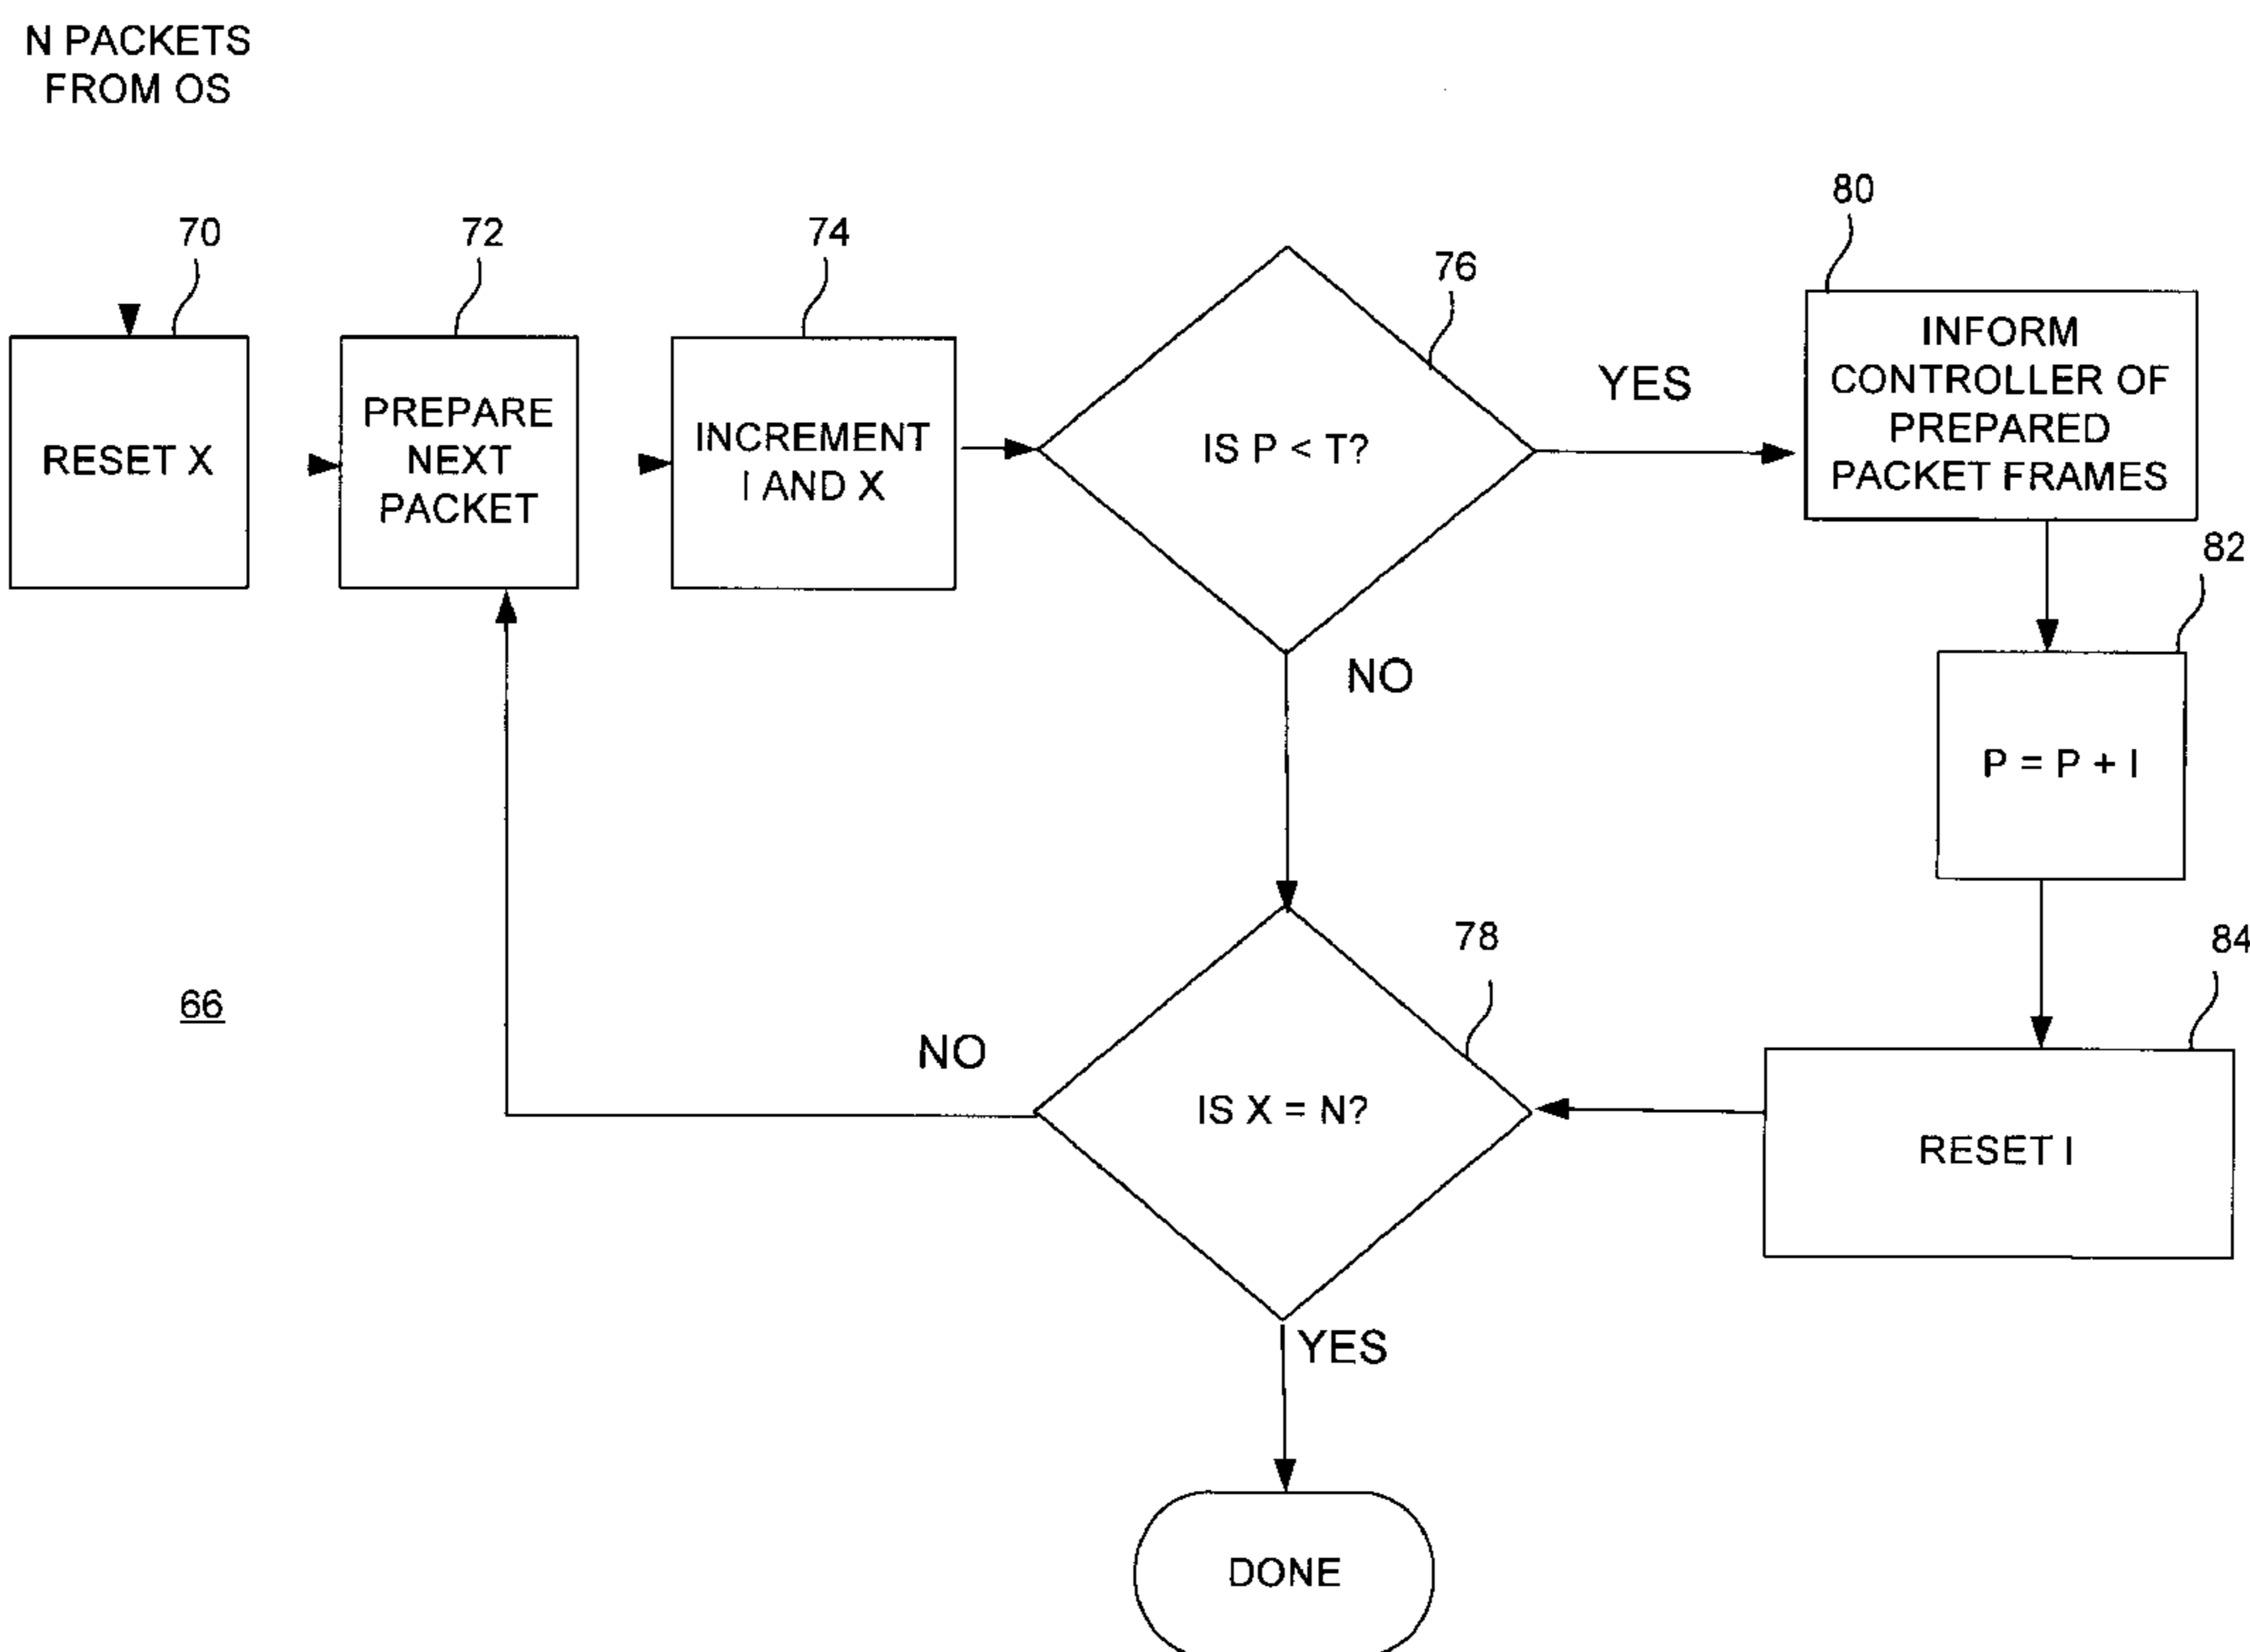 N PACKETS
FROM OS
70
72
74
76
80
RESET X
PREPARE
NEXT
PACKET
INCREMENT
I AND X
IS P < T?
YES
INFORM
CONTROLLER OF
PREPARED
PACKET FRAMES
82
NO
P = P + I
78
84
66
NO
IS X = N?
RESET I
YES
DONE